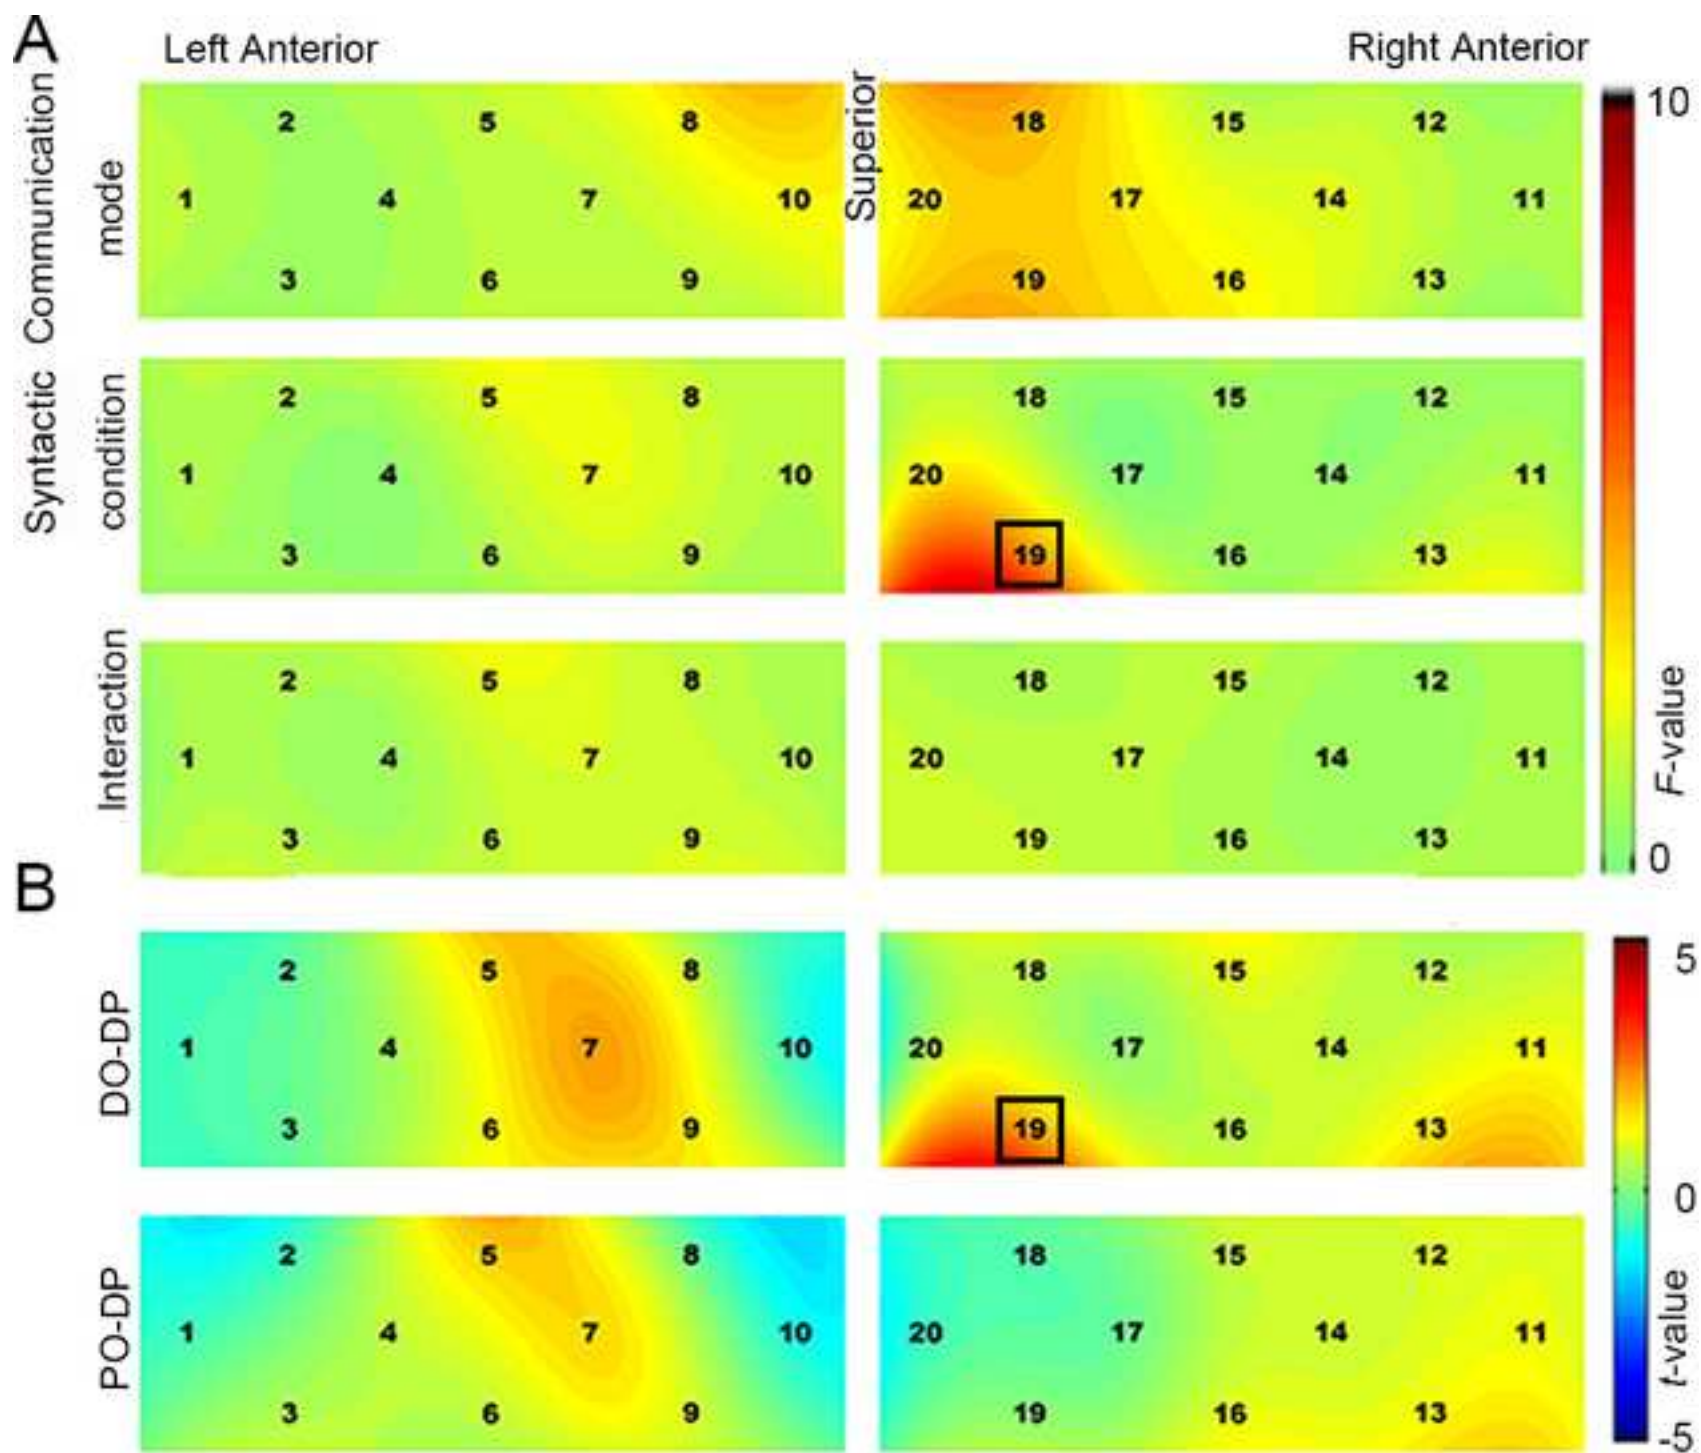 A
Left Anterior
Right Anterior
Communication
mode
Superior
2 5 8 18 15 12
1 4 7 10 20 17 14 11
3 6 9 19 16 13
10
F-value
0
Syntactic
condition
2 5 8 18 15 12
1 4 7 10 20 17 14 11
3 6 9 19 16 13
Interaction
2 5 8 18 15 12
1 4 7 10 20 17 14 11
3 6 9 19 16 13
B
DO-DP
2 5 8 18 15 12
1 4 7 10 20 17 14 11
3 6 9 19 16 13
5
0
t-value
-5
PO-DP
2 5 8 18 15 12
1 4 7 10 20 17 14 11
3 6 9 19 16 13